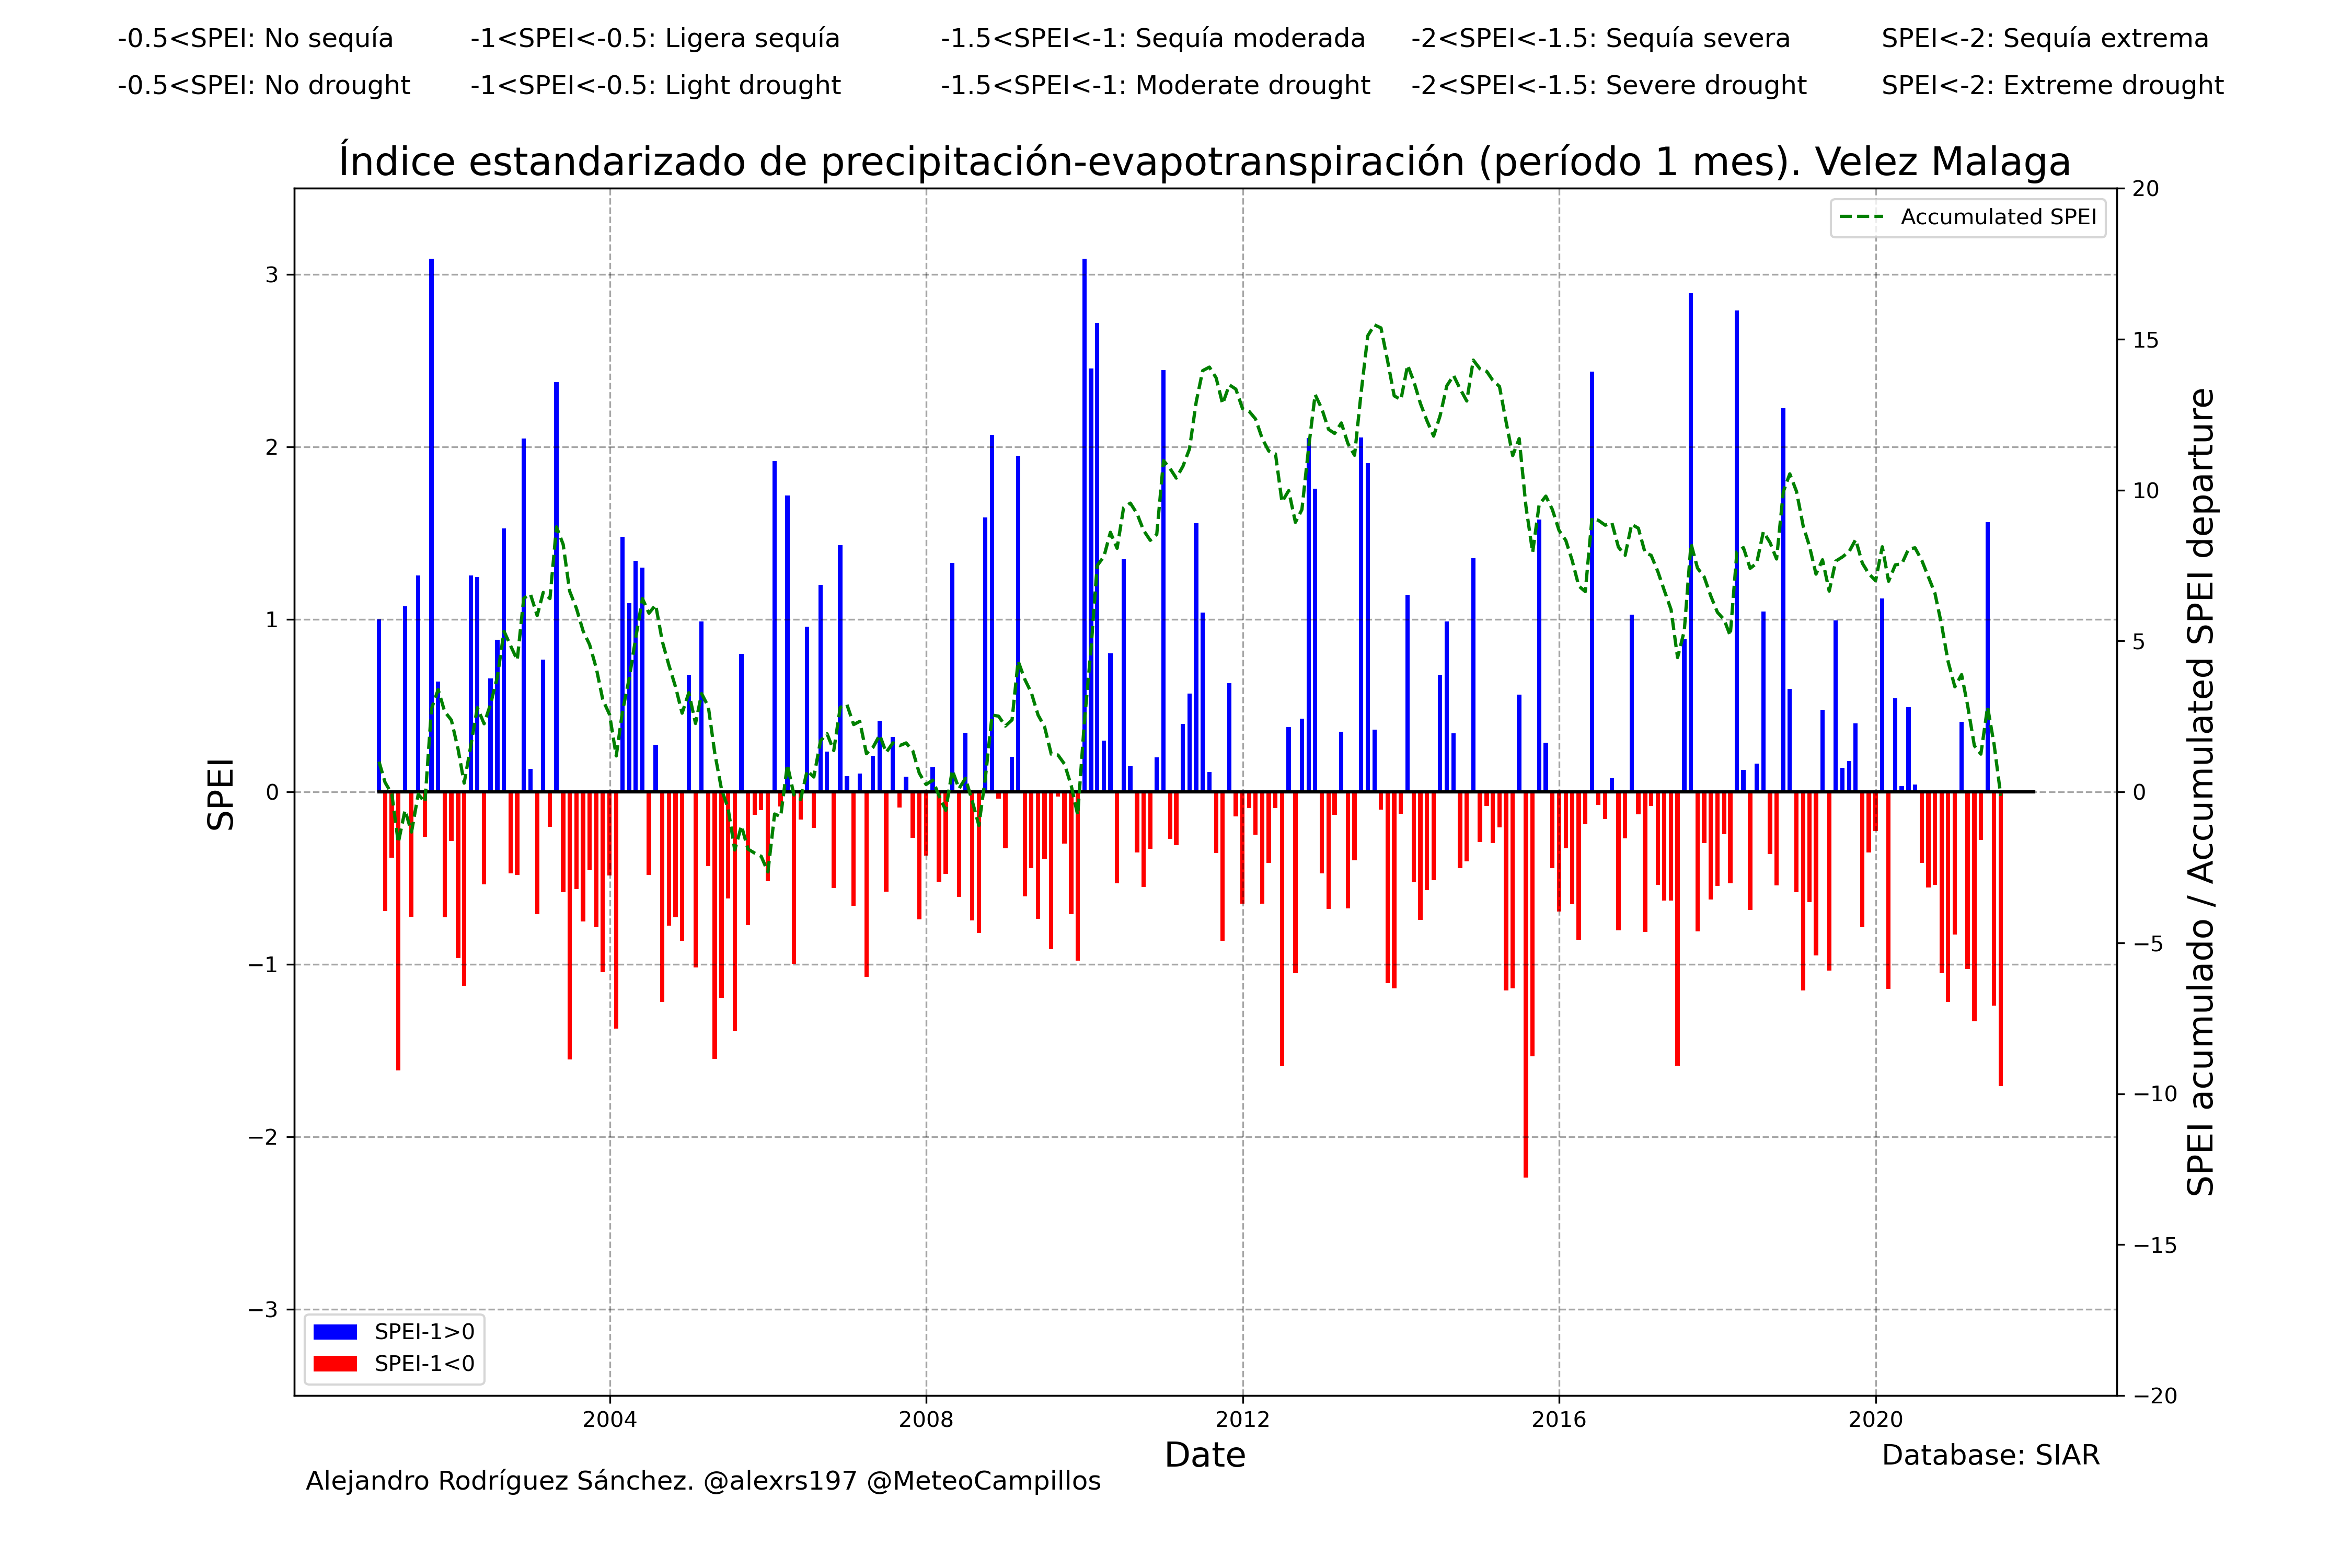 -0.5<SPEI: No sequía -1<SPEI<-0.5: Ligera sequía -1.5<SPEI<-1: Sequía moderada -2<SPEI<-1.5: Sequía severa SPEI<-2: Sequía extrema
-0.5<SPEI: No drought -1<SPEI<-0.5: Light drought -1.5<SPEI<-1: Moderate drought -2<SPEI<-1.5: Severe drought SPEI<-2: Extreme drought
Índice estandarizado de precipitación-evapotranspiración (período 1 mes). Velez Malaga
Accumulated SPEI
SPEI
3
2
1
0
−1
−2
−3
20
15
10
5
0
−5
−10
−15
−20
SPEI acumulado / Accumulated SPEI departure
SPEI-1>0
SPEI-1<0
2004 2008 2012 2016 2020
Date
Database: SIAR
Alejandro Rodríguez Sánchez. @alexrs197 @MeteoCampillos